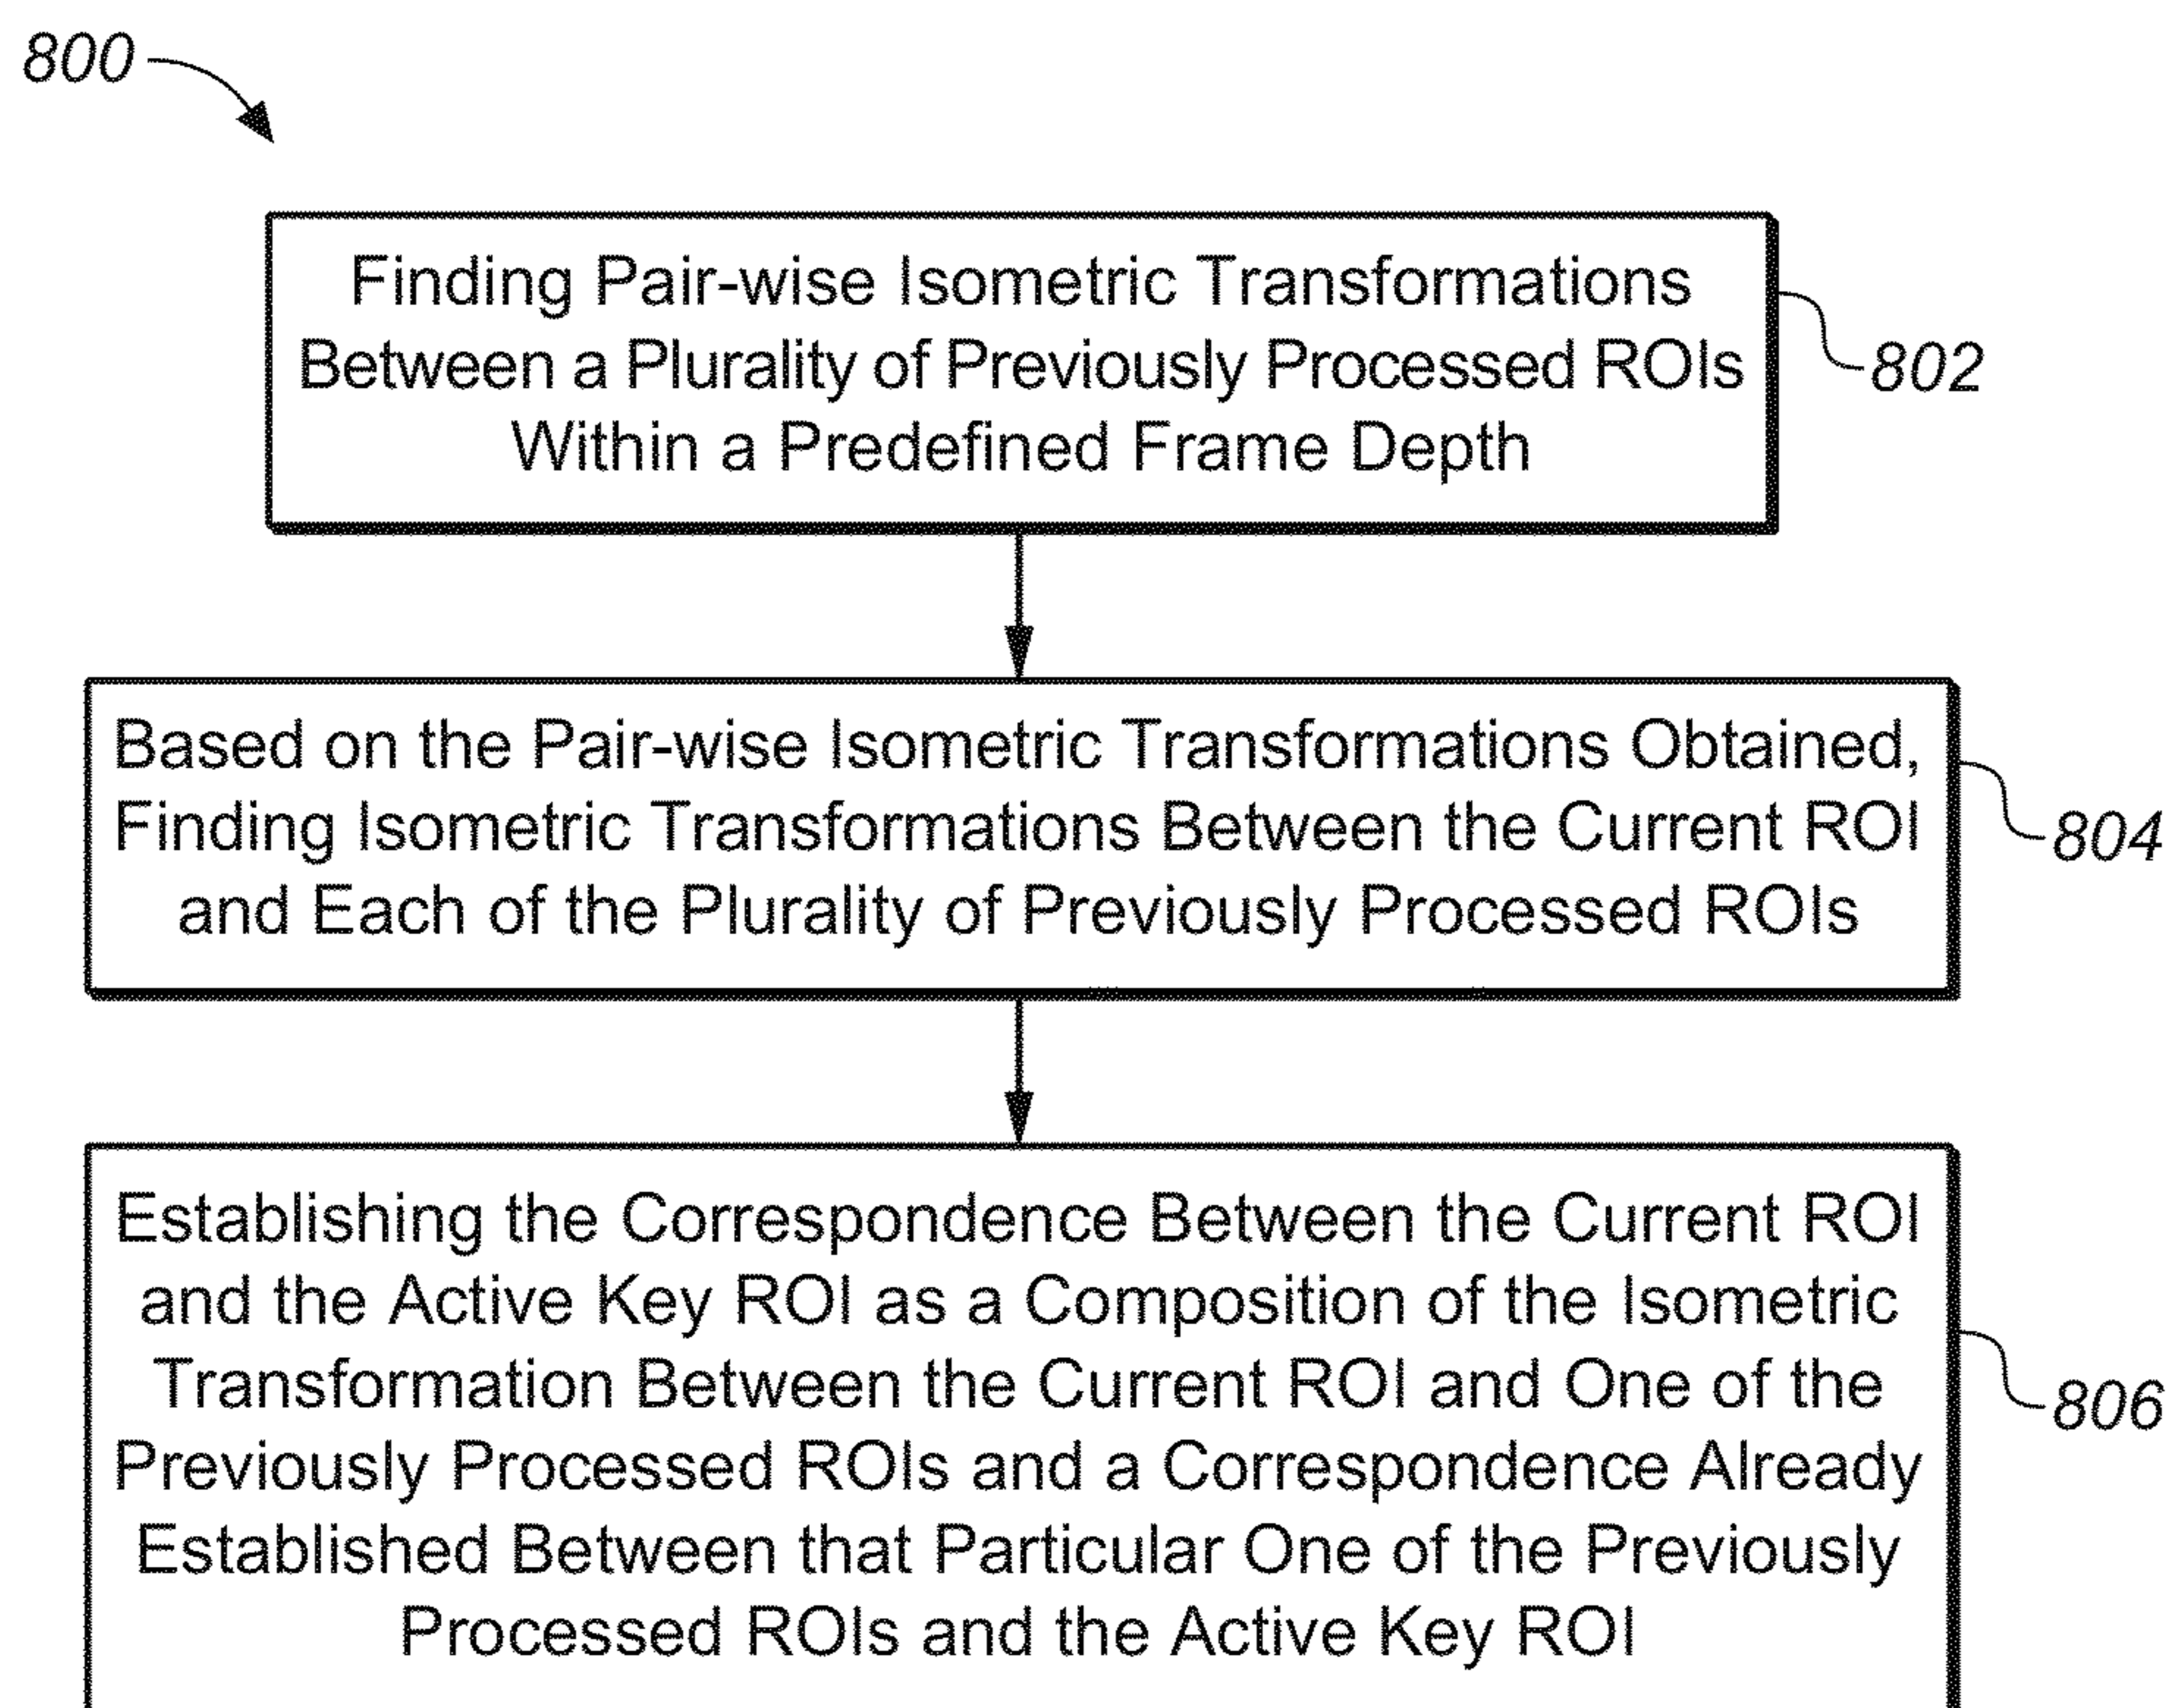 800
Finding Pair-wise Isometric Transformations
Between a Plurality of Previously Processed ROIs
Within a Predefined Frame Depth
802
Based on the Pair-wise Isometric Transformations Obtained,
Finding Isometric Transformations Between the Current ROI
and Each of the Plurality of Previously Processed ROIs
804
Establishing the Correspondence Between the Current ROI
and the Active Key ROI as a Composition of the Isometric
Transformation Between the Current ROI and One of the
Previously Processed ROIs and a Correspondence Already
Established Between that Particular One of the Previously
Processed ROIs and the Active Key ROI
806